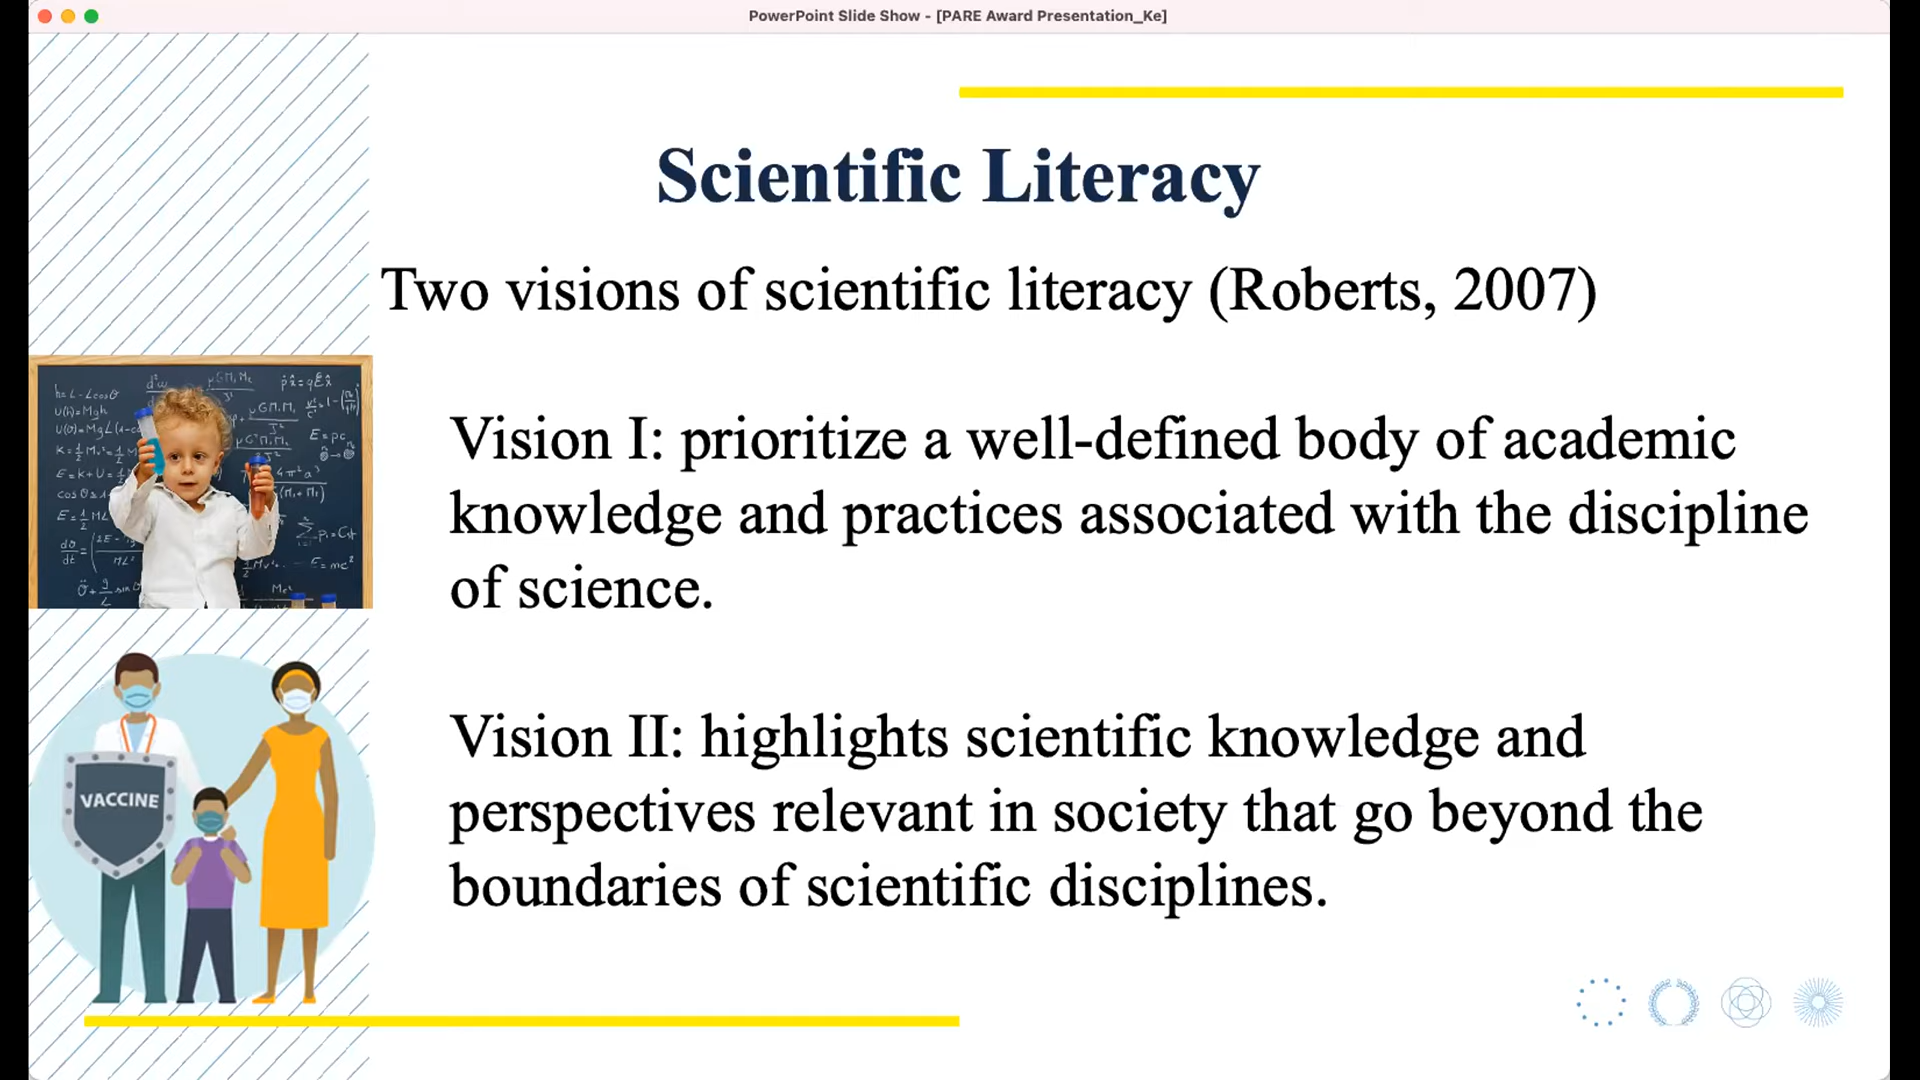 PowerPoint Slide Show - [PARE Award Presentation_Ke]
Scientific Literacy
Two visions of scientific literacy (Roberts, 2007)
Vision I: prioritize a well-defined body of academic
knowledge and practices associated with the discipline
of science.
Vision II: highlights scientific knowledge and
perspectives relevant in society that go beyond the
boundaries of scientific disciplines.
VACCINE